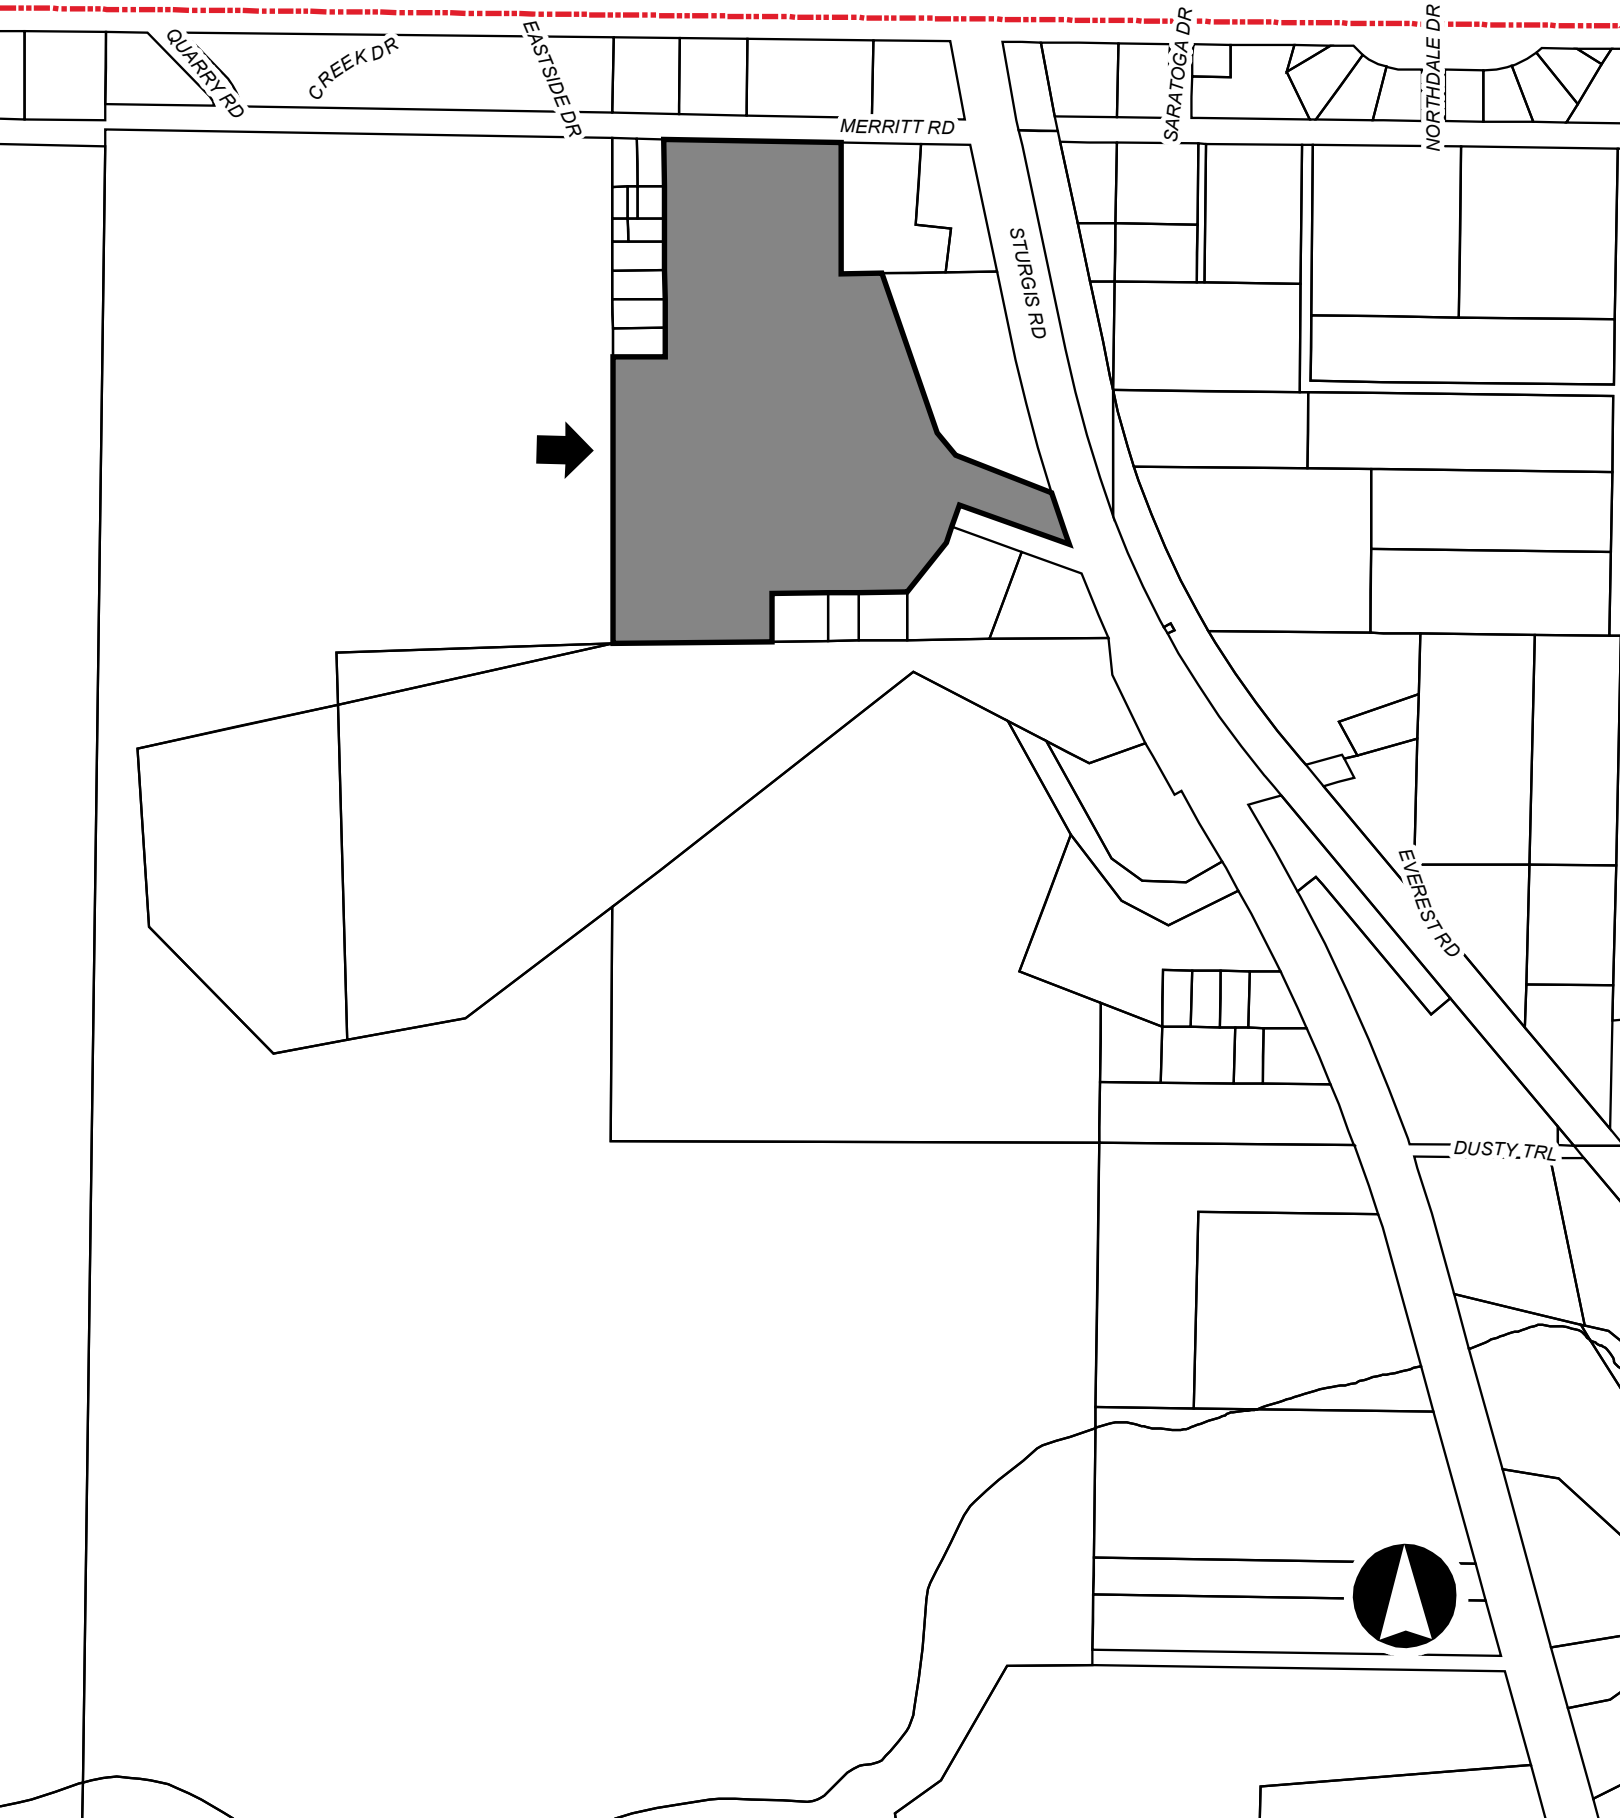 QUARRY RD
CREEK DR
EASTSIDE DR
MERRITT RD
SARATOGA DR
NORTHDALE DR
STURGIS RD
EVEREST RD
DUSTY TRL